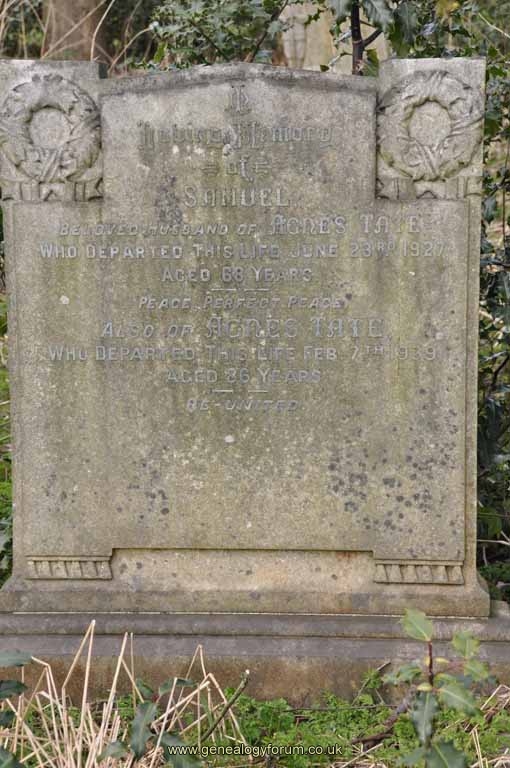 In
Loving Memory
of
SAMUEL
BELOVED HUSBAND OF AGNES TATE
WHO DEPARTED THIS LIFE JUNE 23RD 1927,
AGED 68 YEARS
PEACE, PERFECT PEACE.
ALSO OF AGNES TATE
WHO DEPARTED THIS LIFE FEB. 7TH 1939,
AGED 86 YEARS
RE-UNITED
www.genealogyforum.co.uk